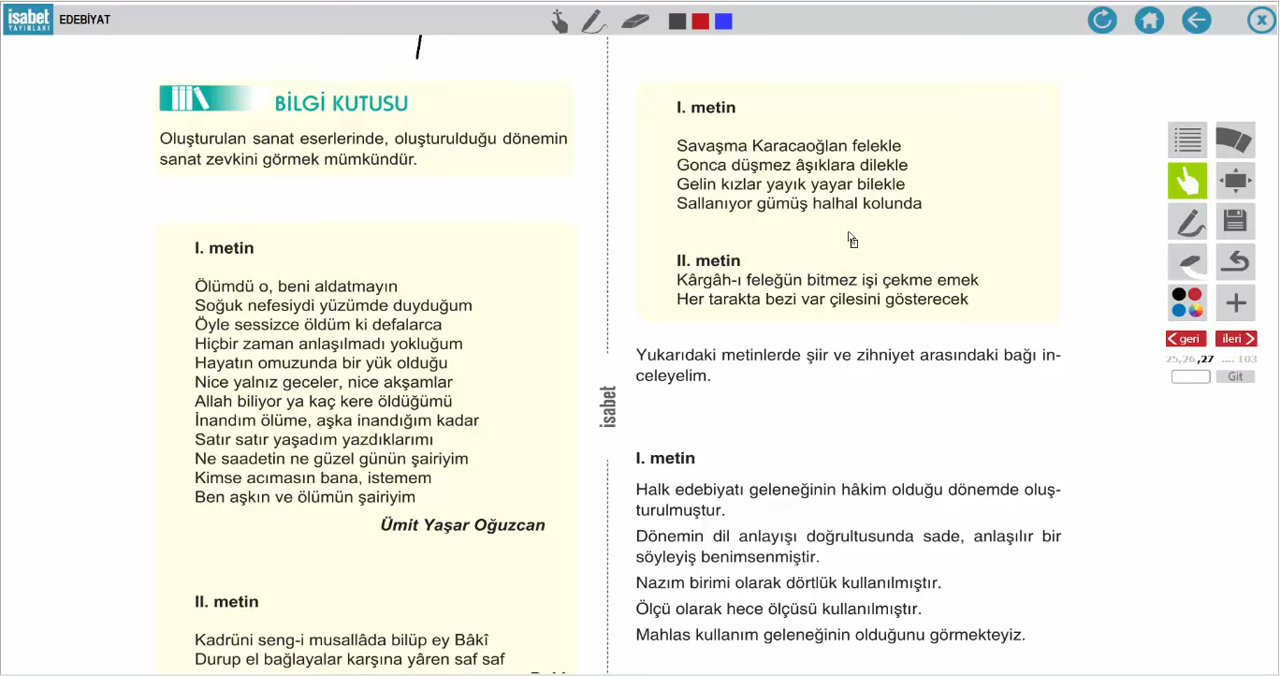 isabet
YAYINLARI
EDEBİYAT
BİLGİ KUTUSU
Oluşturulan sanat eserlerinde, oluşturulduğu dönemin
sanat zevkini görmek mümkündür.
I. metin
Ölümdü o, beni aldatmayın
Soğuk nefesiydi yüzümde duyduğum
Öyle sessizce öldüm ki defalarca
Hiçbir zaman anlaşılmadı yokluğum
Hayatın omuzunda bir yük olduğu
Nice yalnız geceler, nice akşamlar
Allah biliyor ya kaç kere öldüğümü
İnandım ölüme, aşka inandığım kadar
Satır satır yaşadım yazdıklarımı
Ne saadetin ne güzel günün şairiyim
Kimse acımasın bana, istemem
Ben aşkın ve ölümün şairiyim
Ümit Yaşar Oğuzcan
II. metin
Kadrüni seng-i musallâda bilüp ey Bâkî
Durup el bağlayalar karşına yâren saf saf
isabet
I. metin
Savaşma Karacaoğlan felekle
Gonca düşmez âşıklara dilekle
Gelin kızlar yayık yayar bilekle
Sallanıyor gümüş halhal kolunda
II. metin
Kârgâh-ı feleğün bitmez işi çekme emek
Her tarakta bezi var çilesini gösterecek
Yukarıdaki metinlerde şiir ve zihniyet arasındaki bağı in-
celeyelim.
I. metin
Halk edebiyatı geleneğinin hâkim olduğu dönemde oluş-
turulmuştur.
Dönemin dil anlayışı doğrultusunda sade, anlaşılır bir
söyleyiş benimsenmiştir.
Nazım birimi olarak dörtlük kullanılmıştır.
Ölçü olarak hece ölçüsü kullanılmıştır.
Mahlas kullanım geleneğinin olduğunu görmekteyiz.
geri
ileri
25,26,27 .... 103
Git